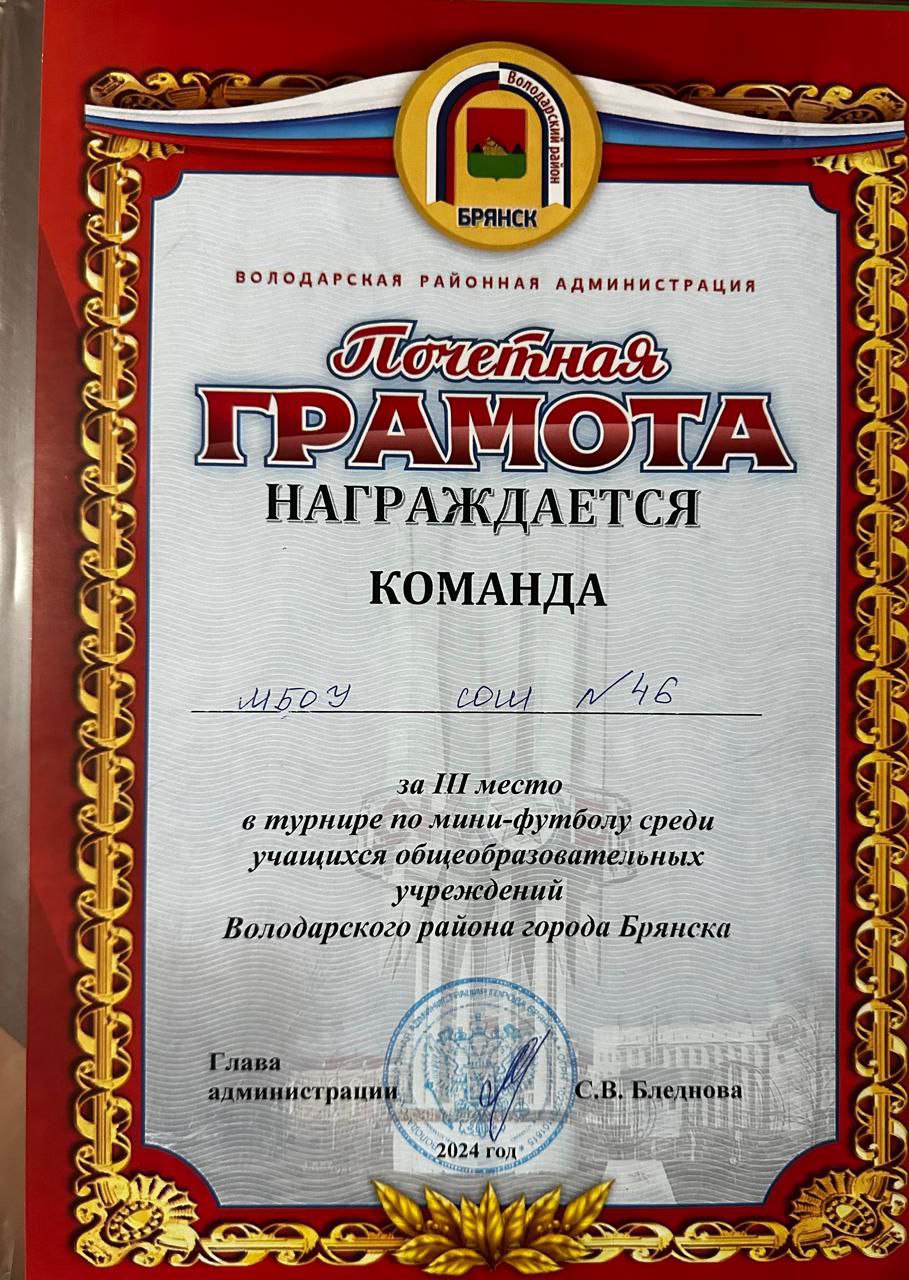 Володарский район
БРЯНСК
ВОЛОДАРСКАЯ РАЙОННАЯ АДМИНИСТРАЦИЯ
Почетная
ГРАМОТА
НАГРАЖДАЕТСЯ
КОМАНДА
МБОУ СОШ №46
за III место
в турнире по мини-футболу среди
учащихся общеобразовательных
учреждений
Володарского района города Брянска
Глава
администрации С.В. Бледнова
2024 год